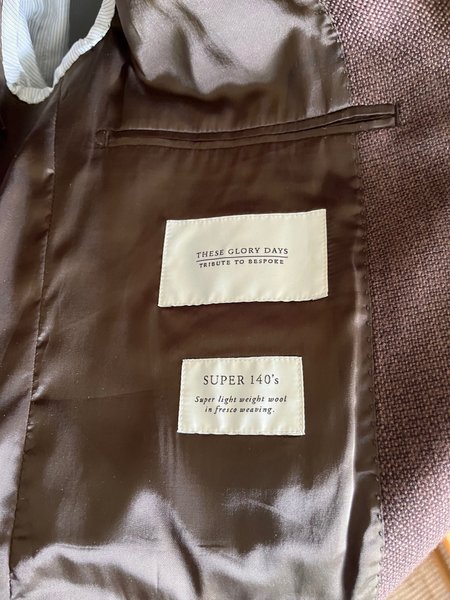 THESE GLORY DAYS
TRIBUTE TO BESPOKE
SUPER 140's
Super light weight wool
in fresco weaving.